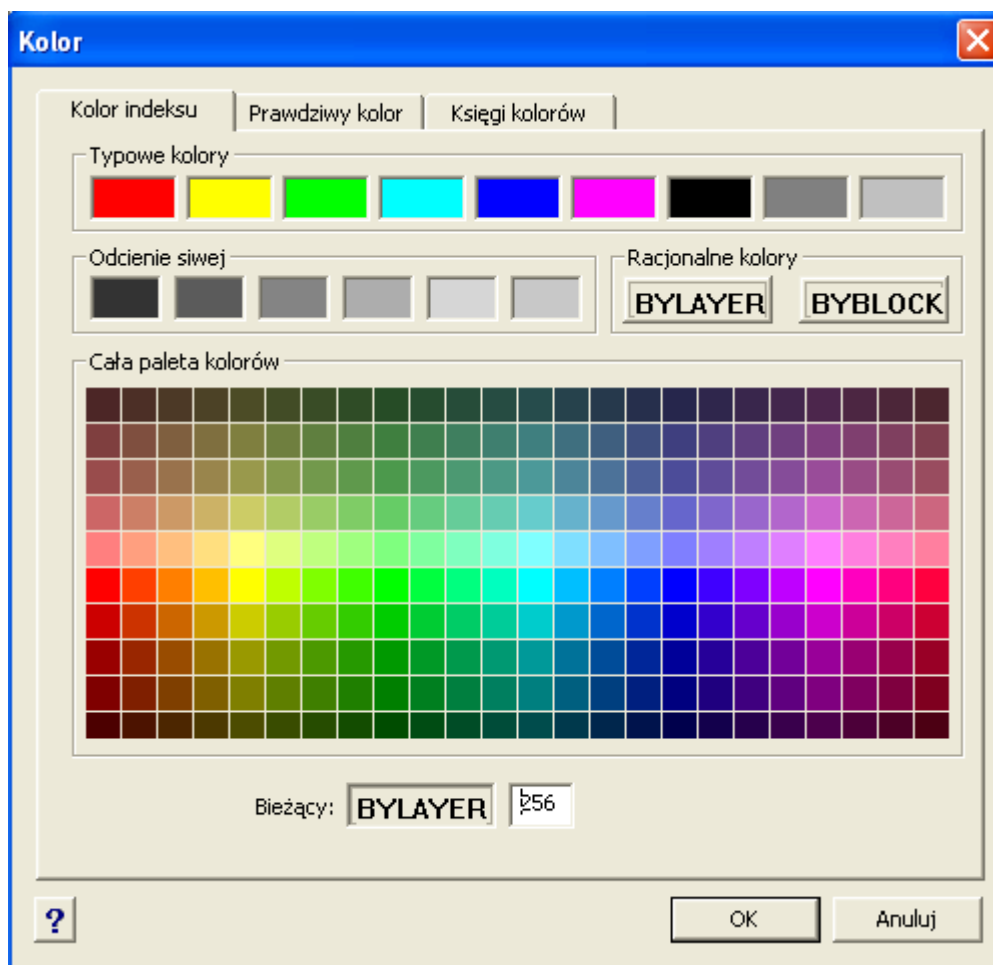 Kolor
Kolor indeksu Prawdziwy kolor Księgi kolorów
Typowe kolory
Odcienie siwej Racjonalne kolory
BYLAYER BYBLOCK
Cała paleta kolorów
Bieżący: BYLAYER 256
? OK Anuluj